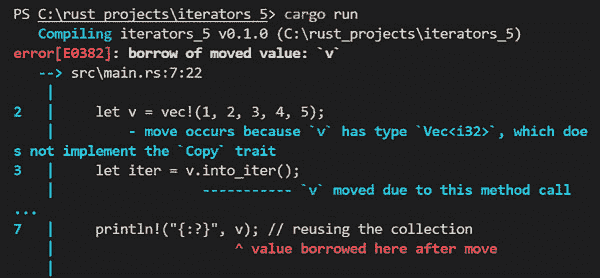 PS C:\rust_projects\iterators_5> cargo run
   Compiling iterators_5 v0.1.0 (C:\rust_projects\iterators_5)
error[E0382]: borrow of moved value: `v`
  --> src\main.rs:7:22
   |
2  |     let v = vec!(1, 2, 3, 4, 5);
   |         - move occurs because `v` has type `Vec<i32>`, which doe
s not implement the `Copy` trait
3  |     let iter = v.into_iter();
   |                ----------- `v` moved due to this method call
...
7  |     println!("{:?}", v); // reusing the collection
   |                      ^ value borrowed here after move
   |